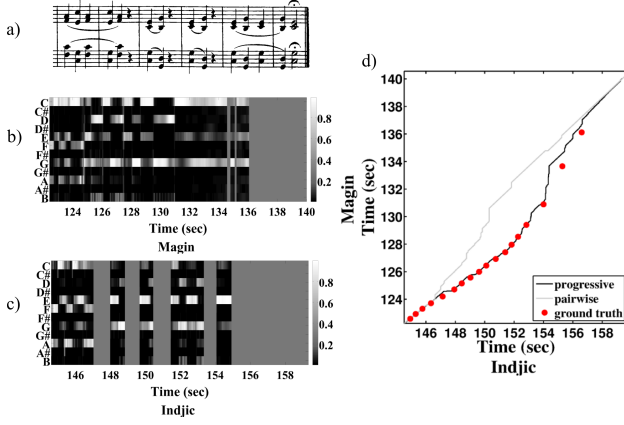 a)
b)
C
C#
D
D#
E
F
F#
G
G#
A
A#
B
0.8
0.6
0.4
0.2
124 126 128 130 132 134 136 138 140
Time (sec)
Magin
c)
C
C#
D
D#
E
F
F#
G
G#
A
A#
B
0.8
0.6
0.4
0.2
146 148 150 152 154 156 158
Time (sec)
Indjic
d)
140
136
132
130
128
126
124
Magin
Time (sec)
146 148 150 152 154 156 158
Time (sec)
Indjic
progressive
pairwise
ground truth